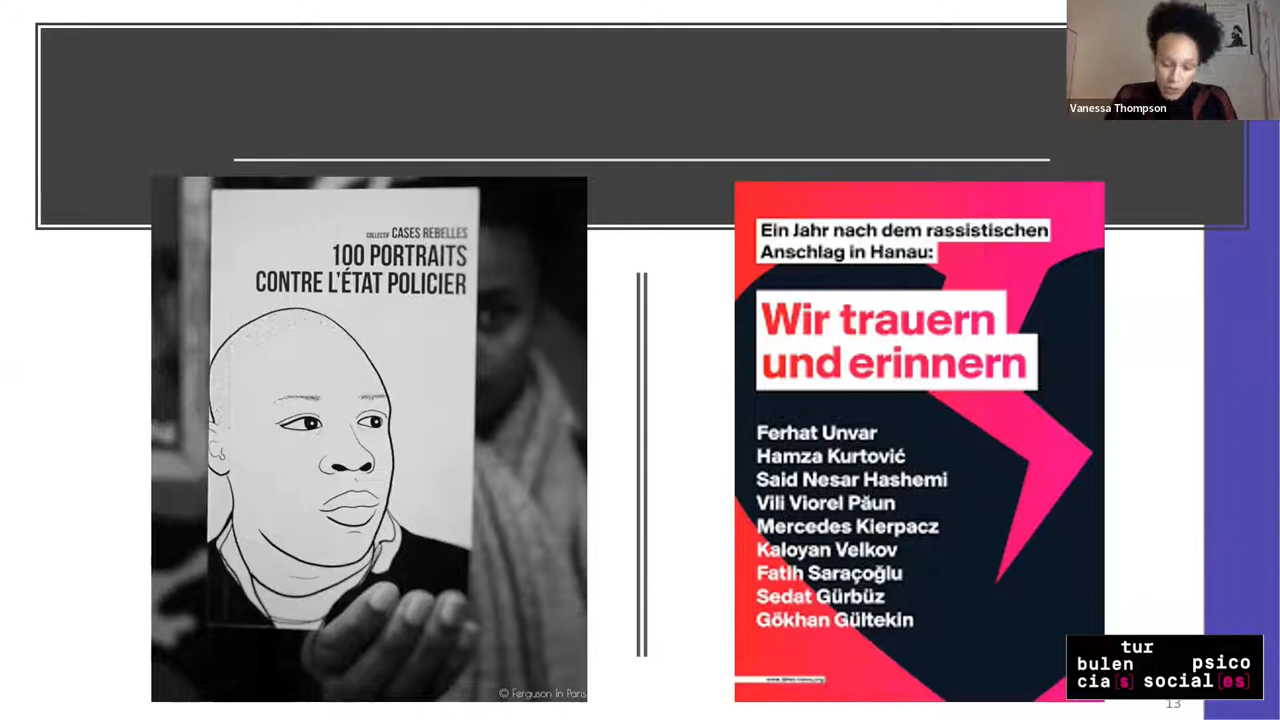 Vanessa Thompson
COLLECTIF CASES REBELLES
100 PORTRAITS
CONTRE L'ÉTAT POLICIER
© Ferguson In Paris
Ein Jahr nach dem rassistischen
Anschlag in Hanau:
Wir trauern
und erinnern
Ferhat Unvar
Hamza Kurtović
Said Nesar Hashemi
Vili Viorel Păun
Mercedes Kierpacz
Kaloyan Velkov
Fatih Saraçoğlu
Sedat Gürbüz
Gökhan Gültekin
tur
bulen
cia[s]
psico
social[es]
13